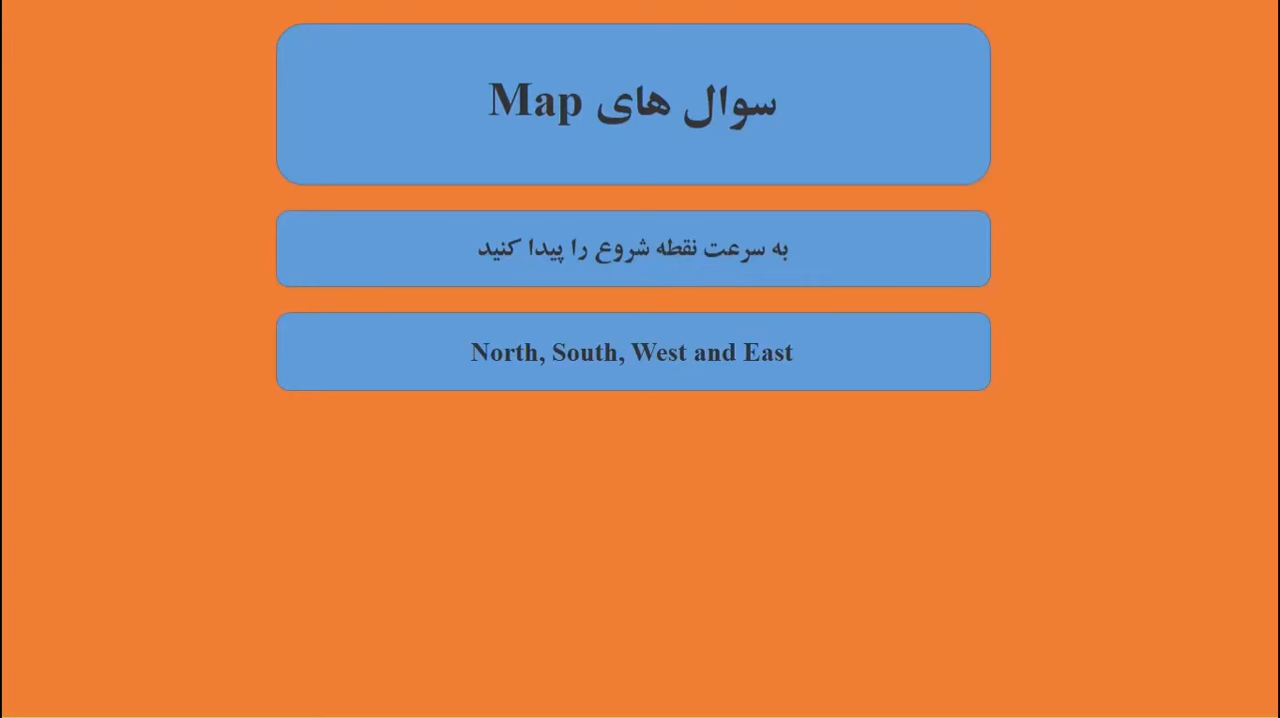 سوال های Map
به سرعت نقطه شروع را پیدا کنید
North, South, West and East